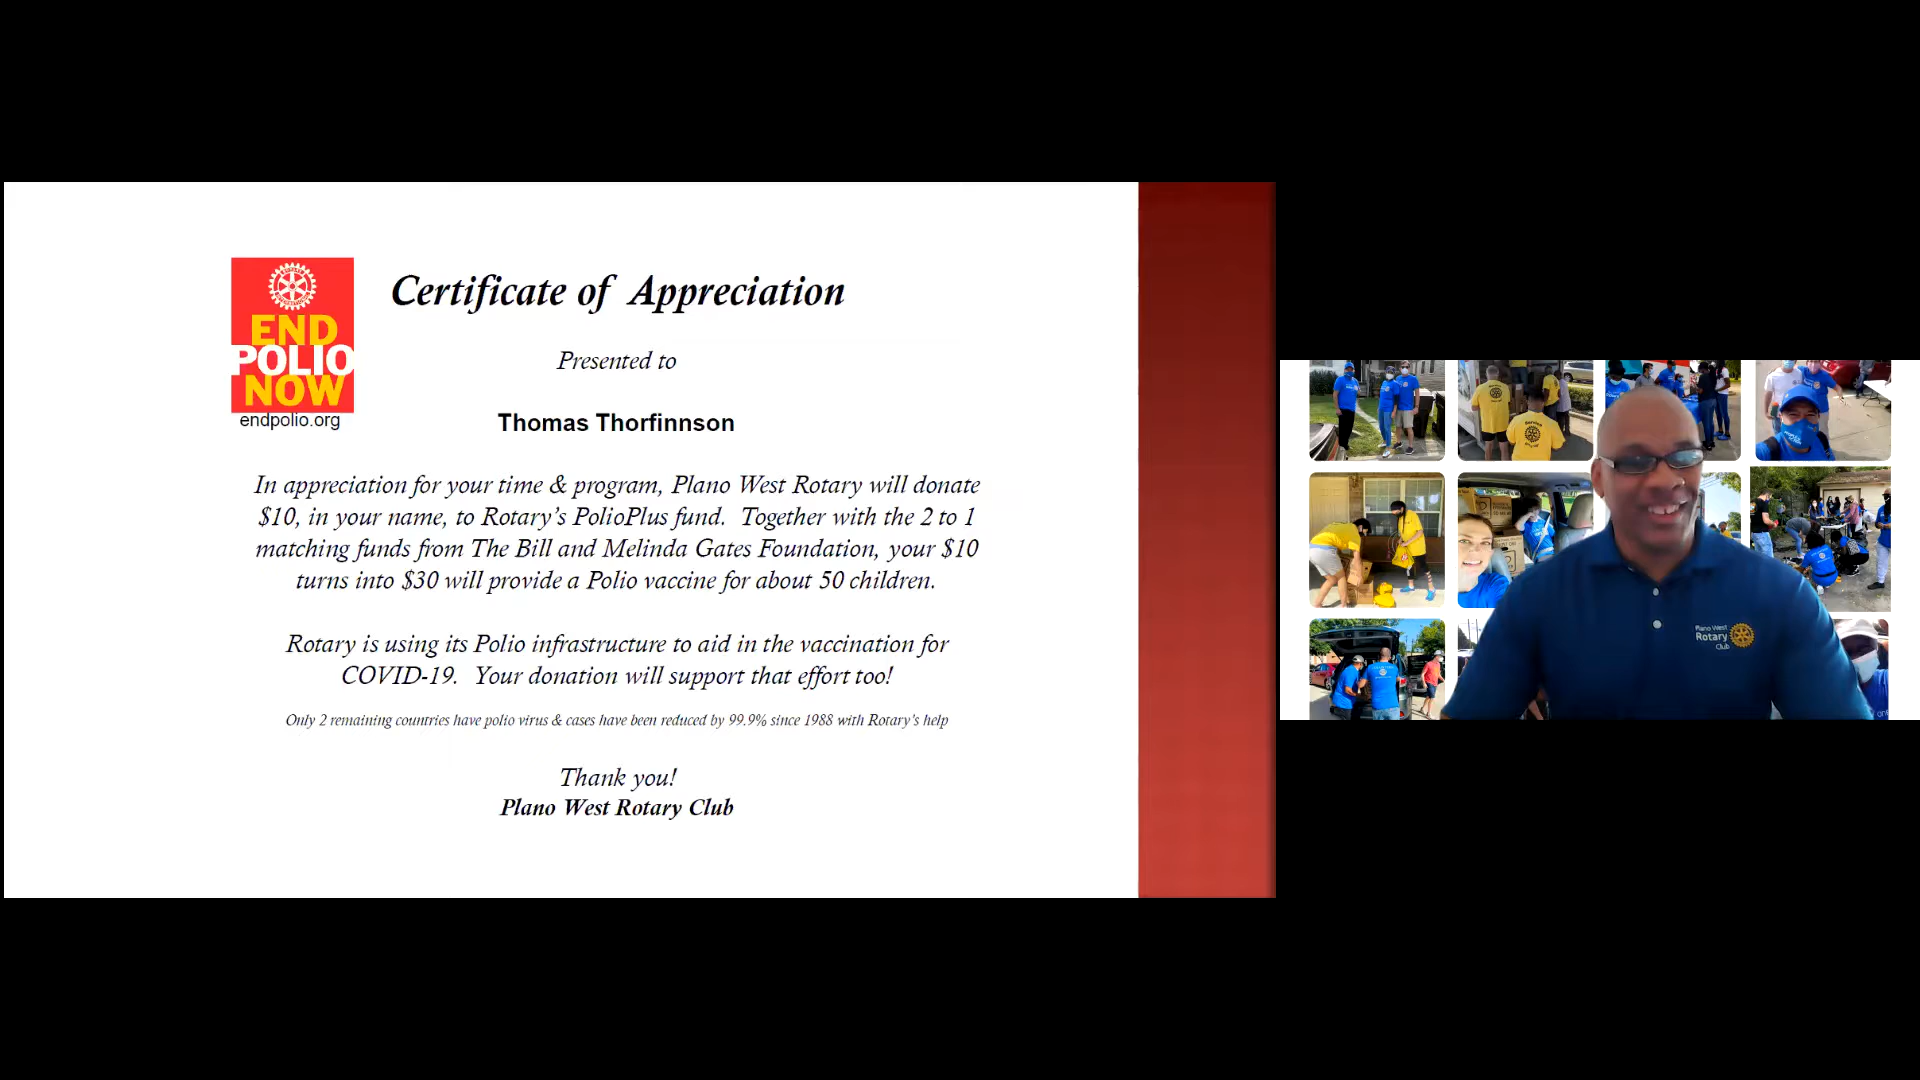 END
POLIO
NOW
endpolio.org
Certificate of Appreciation
Presented to
Thomas Thorfinnson
In appreciation for your time & program, Plano West Rotary will donate
$10, in your name, to Rotary's PolioPlus fund. Together with the 2 to 1
matching funds from The Bill and Melinda Gates Foundation, your $10
turns into $30 will provide a Polio vaccine for about 50 children.
Rotary is using its Polio infrastructure to aid in the vaccination for
COVID-19. Your donation will support that effort too!
Only 2 remaining countries have polio virus & cases have been reduced by 99.9% since 1988 with Rotary's help
Thank you!
Plano West Rotary Club
Plano West
Rotary
Club